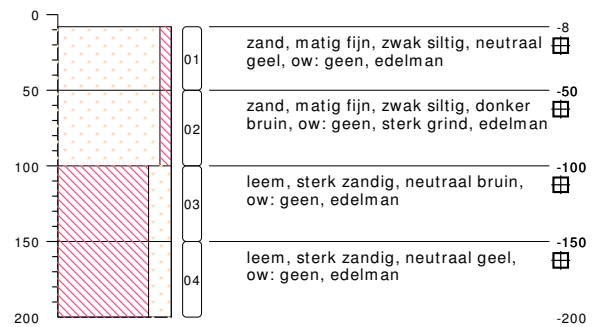 0
-8
01
zand, matig fijn, zwak siltig, neutraal
geel, ow: geen, edelman
50
-50
02
zand, matig fijn, zwak siltig, donker
bruin, ow: geen, sterk grind, edelman
100
-100
03
leem, sterk zandig, neutraal bruin,
ow: geen, edelman
150
-150
04
leem, sterk zandig, neutraal geel,
ow: geen, edelman
200
-200